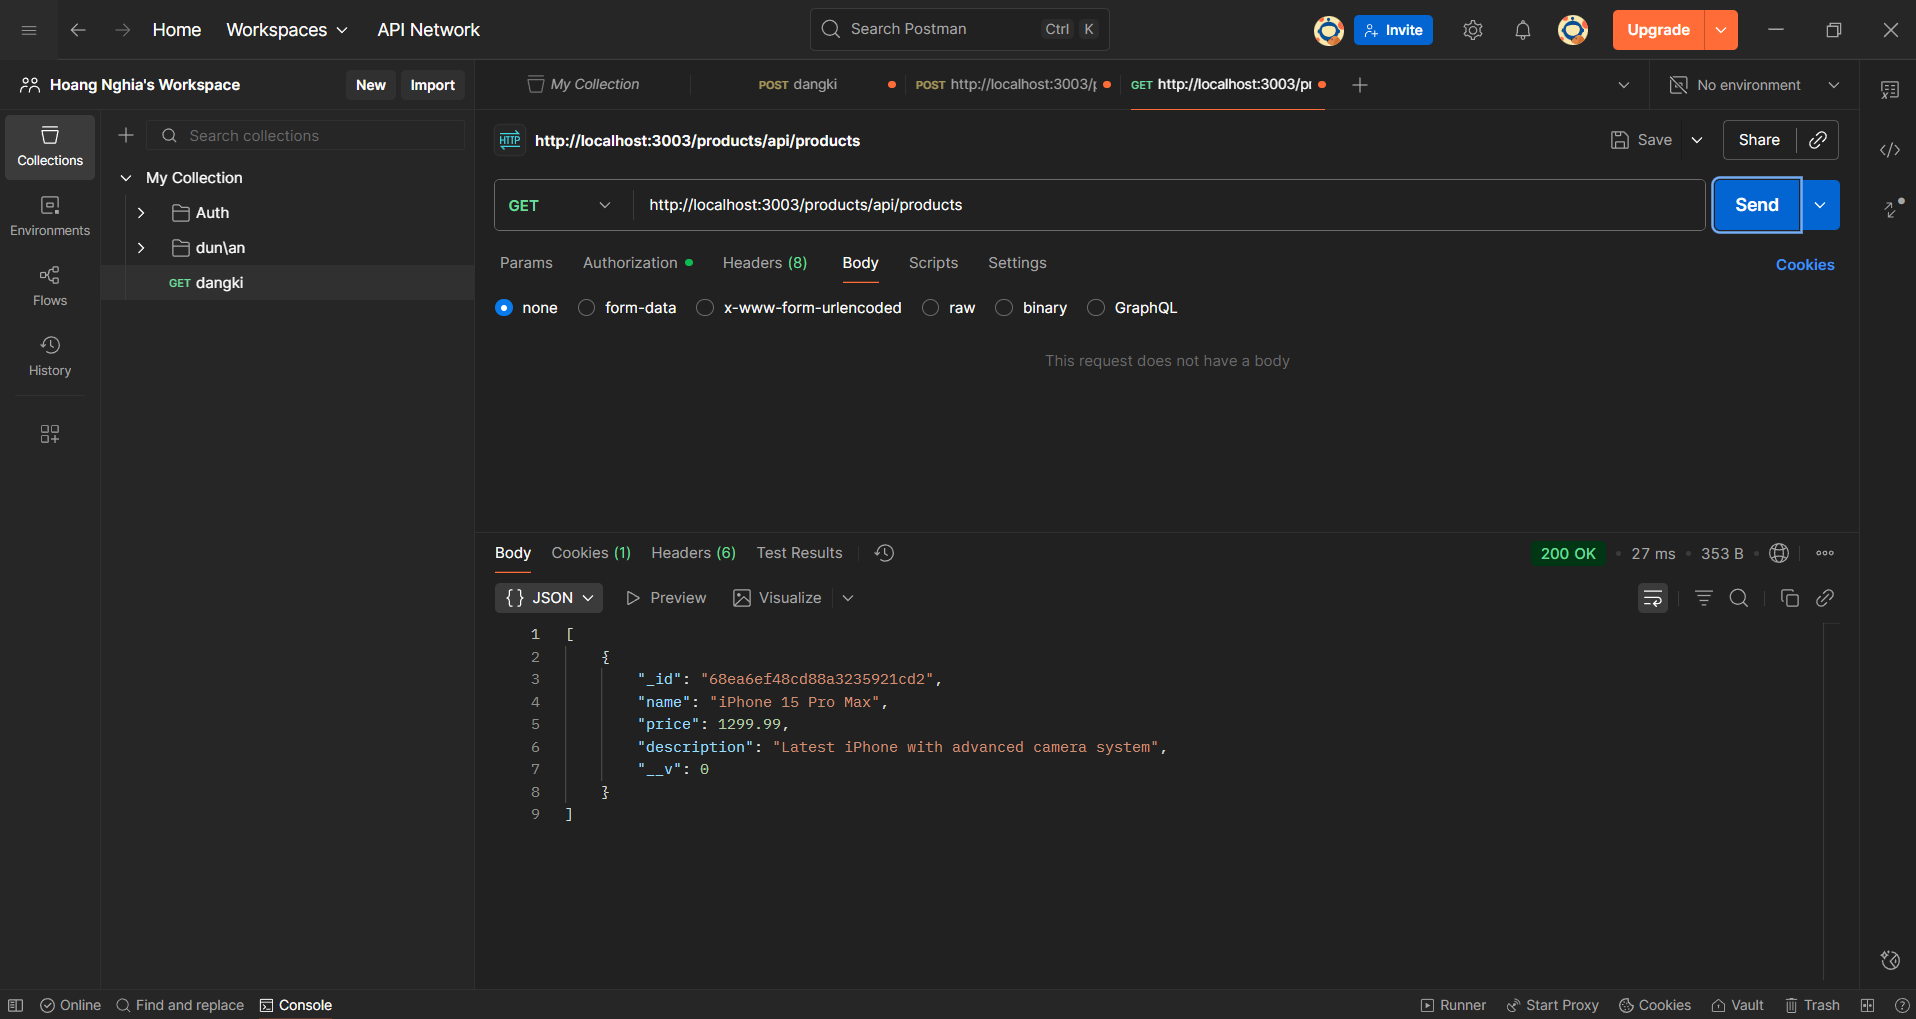 Home Workspaces API Network Search Postman Ctrl K Invite Upgrade
Hoang Nghia's Workspace New Import My Collection POST dangki POST http://localhost:3003/p GET http://localhost:3003/pr No environment
Collections
Search collections
HTTP http://localhost:3003/products/api/products Save Share
My Collection
Auth
dun\an
GET dangki
Environments
Flows
History
GET http://localhost:3003/products/api/products Send
Params Authorization Headers (8) Body Scripts Settings Cookies
none form-data x-www-form-urlencoded raw binary GraphQL
This request does not have a body
Body Cookies (1) Headers (6) Test Results 200 OK 27 ms 353 B
{} JSON Preview Visualize
1 [
2 {
3 "_id": "68ea6ef48cd88a3235921cd2",
4 "name": "iPhone 15 Pro Max",
5 "price": 1299.99,
6 "description": "Latest iPhone with advanced camera system",
7 "__v": 0
8 }
9 ]
Online Find and replace Console Runner Start Proxy Cookies Vault Trash